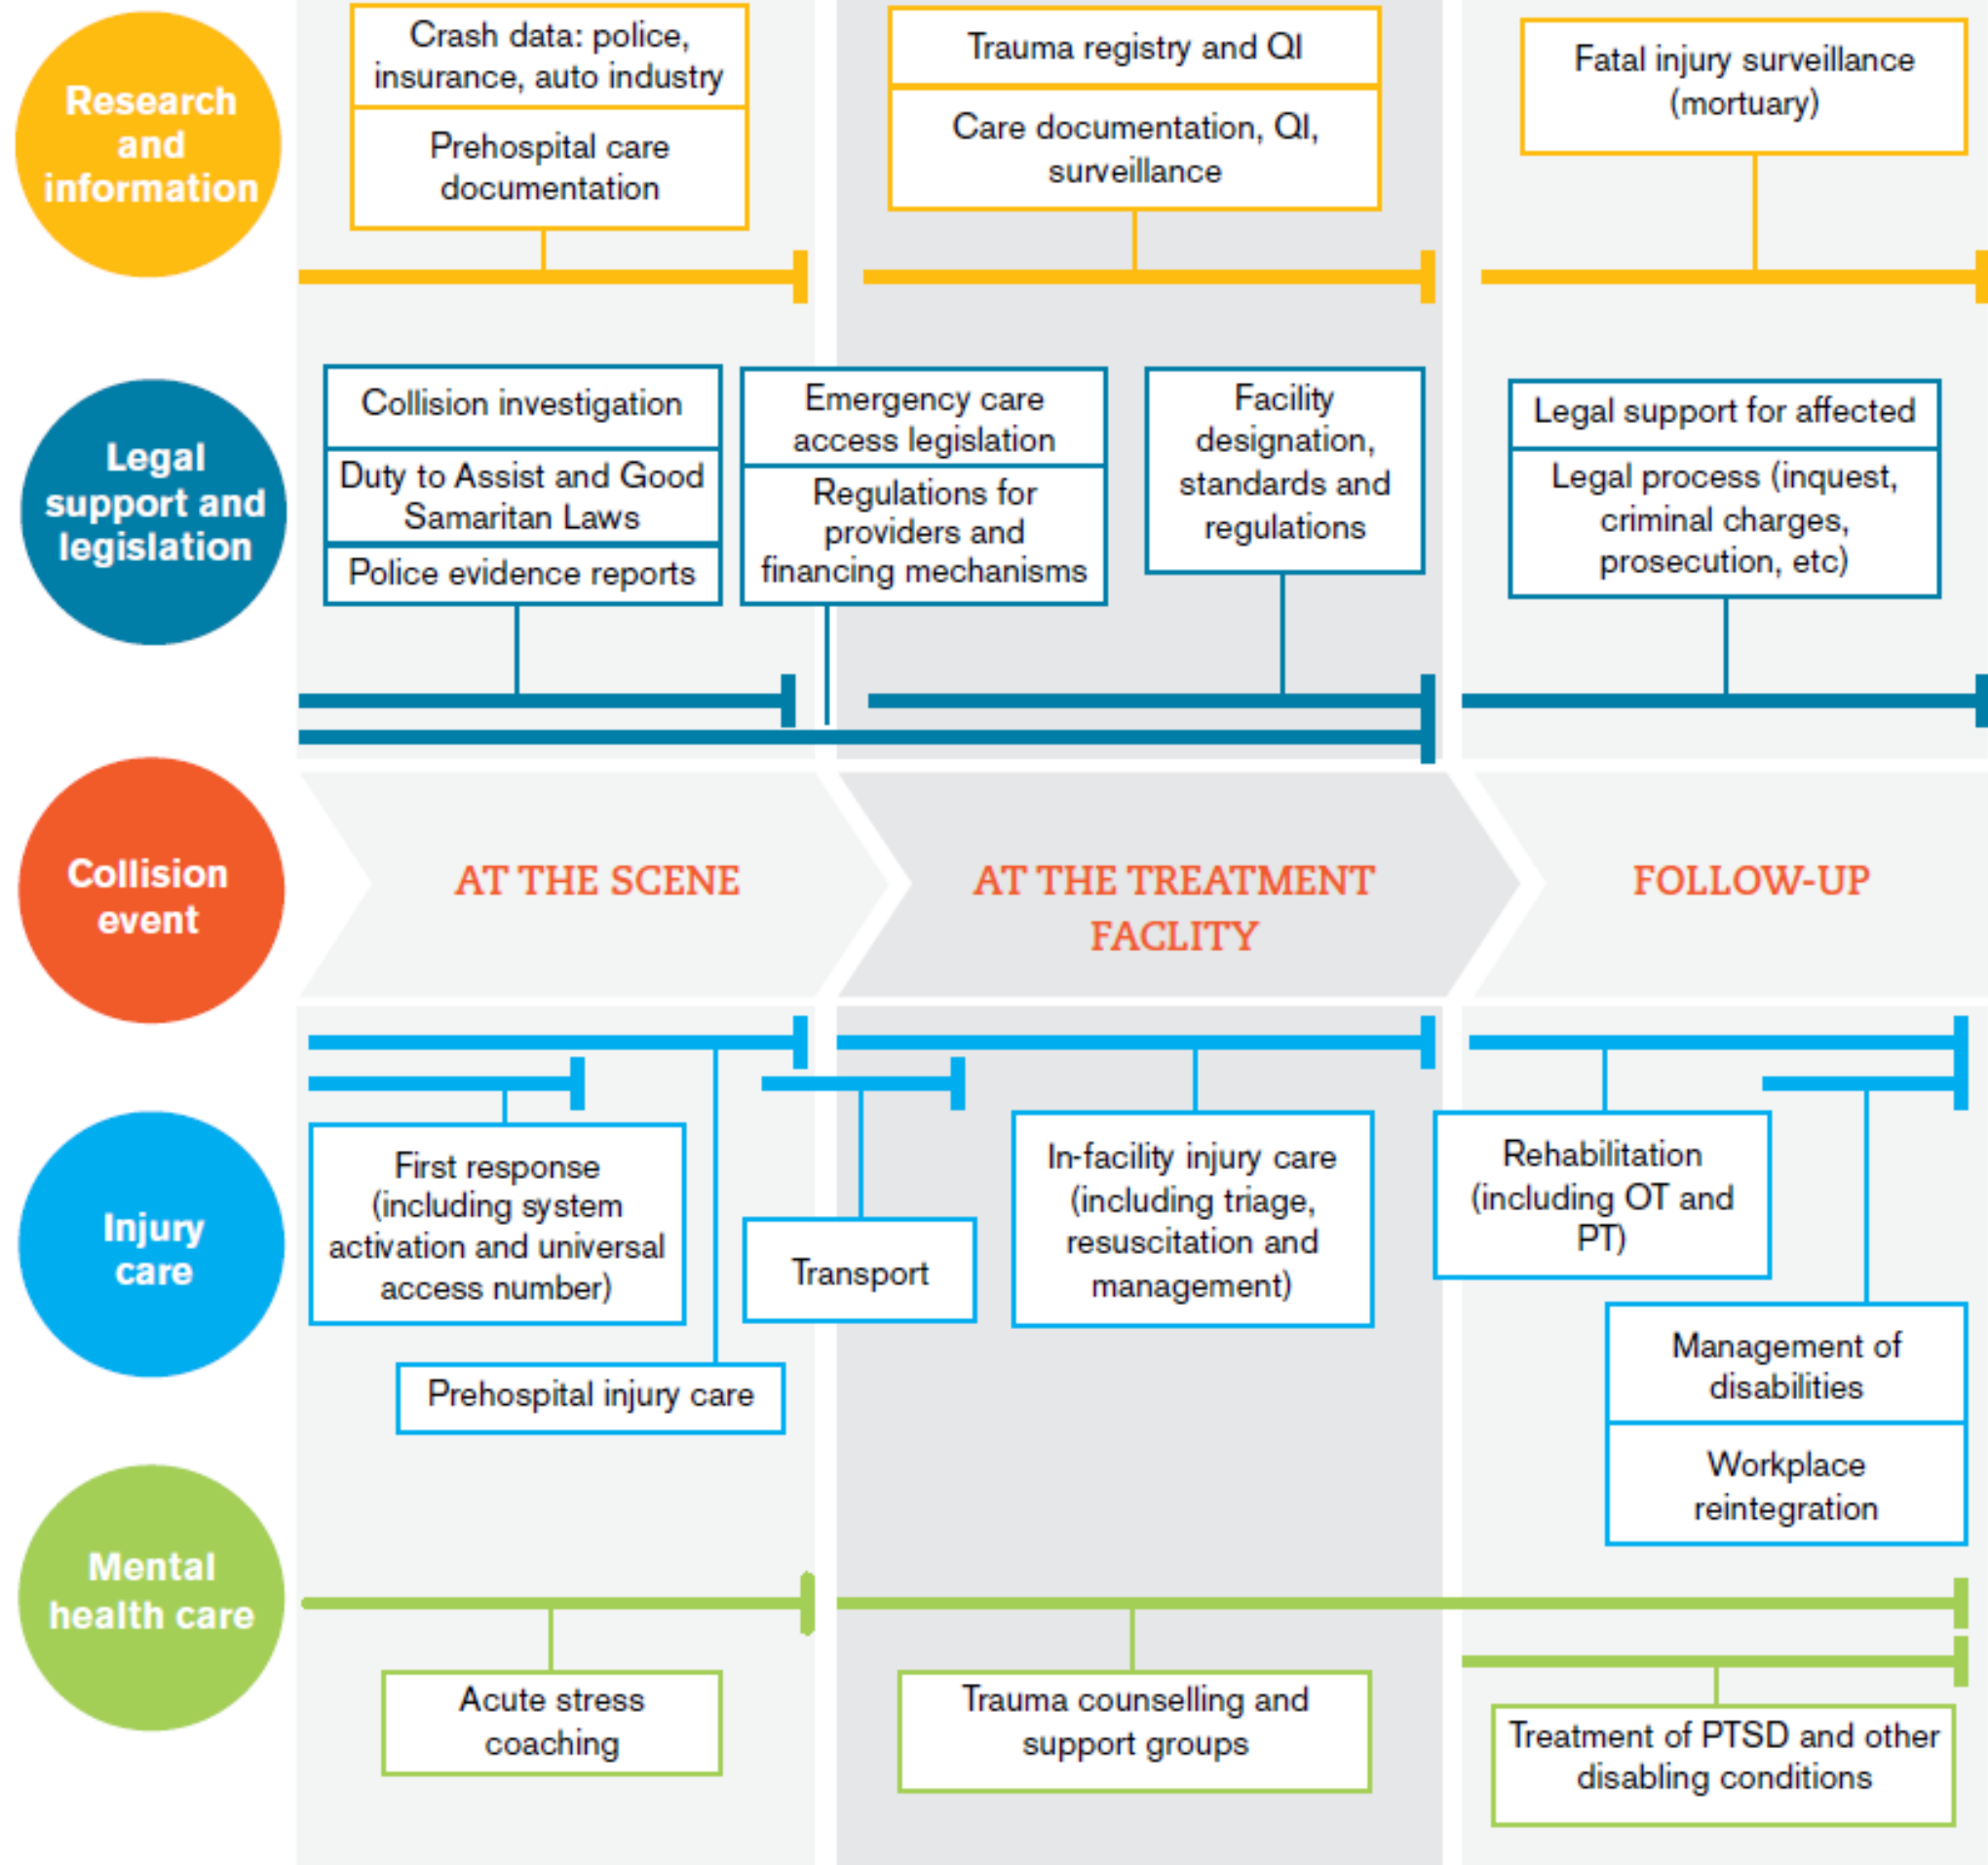 Research
and
information
Crash data: police,
insurance, auto industry
Prehospital care
documentation
Trauma registry and QI
Care documentation, QI,
surveillance
Fatal injury surveillance
(mortuary)
Legal
support and
legislation
Collision investigation
Duty to Assist and Good
Samaritan Laws
Police evidence reports
Emergency care
access legislation
Regulations for
providers and
financing mechanisms
Facility
designation,
standards and
regulations
Legal support for affected
Legal process (inquest,
criminal charges,
prosecution, etc)
Collision
event
AT THE SCENE
AT THE TREATMENT
FACLITY
FOLLOW-UP
Injury
care
First response
(including system
activation and universal
access number)
Prehospital injury care
Transport
In-facility injury care
(including triage,
resuscitation and
management)
Rehabilitation
(including OT and
PT)
Management of
disabilities
Workplace
reintegration
Mental
health care
Acute stress
coaching
Trauma counselling and
support groups
Treatment of PTSD and other
disabling conditions